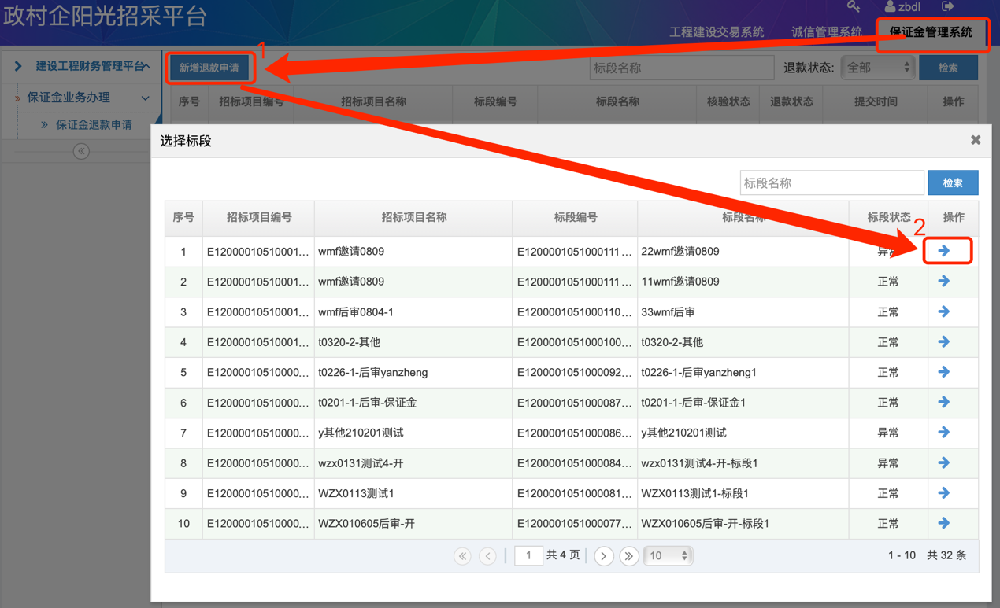 政村企阳光招采平台
zbdl
工程建设交易系统 诚信管理系统 保证金管理系统
1
建设工程财务管理平台
保证金业务办理
保证金退款申请
新增退款申请
标段名称 退款状态: 全部 检索
序号 招标项目编号 招标项目名称 标段编号 标段名称 核验状态 退款状态 提交时间 操作
选择标段
标段名称 检索
序号 招标项目编号 招标项目名称 标段编号 标段名称 标段状态 操作
2
1 E12000010510001... wmf邀请0809 E1200001051000111... 22wmf邀请0809 异常
2 E12000010510001... wmf邀请0809 E1200001051000111... 11wmf邀请0809 正常
3 E12000010510001... wmf后审0804-1 E1200001051000110... 33wmf后审 正常
4 E12000010510001... t0320-2-其他 E1200001051000100... t0320-2-其他 正常
5 E12000010510000... t0226-1-后审yanzheng E1200001051000092... t0226-1-后审yanzheng1 正常
6 E12000010510000... t0201-1-后审-保证金 E1200001051000087... t0201-1-后审-保证金1 正常
7 E12000010510000... y其他210201测试 E1200001051000086... y其他210201测试 异常
8 E12000010510000... wzx0131测试4-开 E1200001051000084... wzx0131测试4-开-标段1 异常
9 E12000010510000... WZX0113测试1 E1200001051000081... WZX0113测试1-标段1 正常
10 E12000010510000... WZX010605后审-开 E1200001051000077... WZX010605后审-开-标段1 正常
1 共 4 页 10 1 - 10 共 32 条